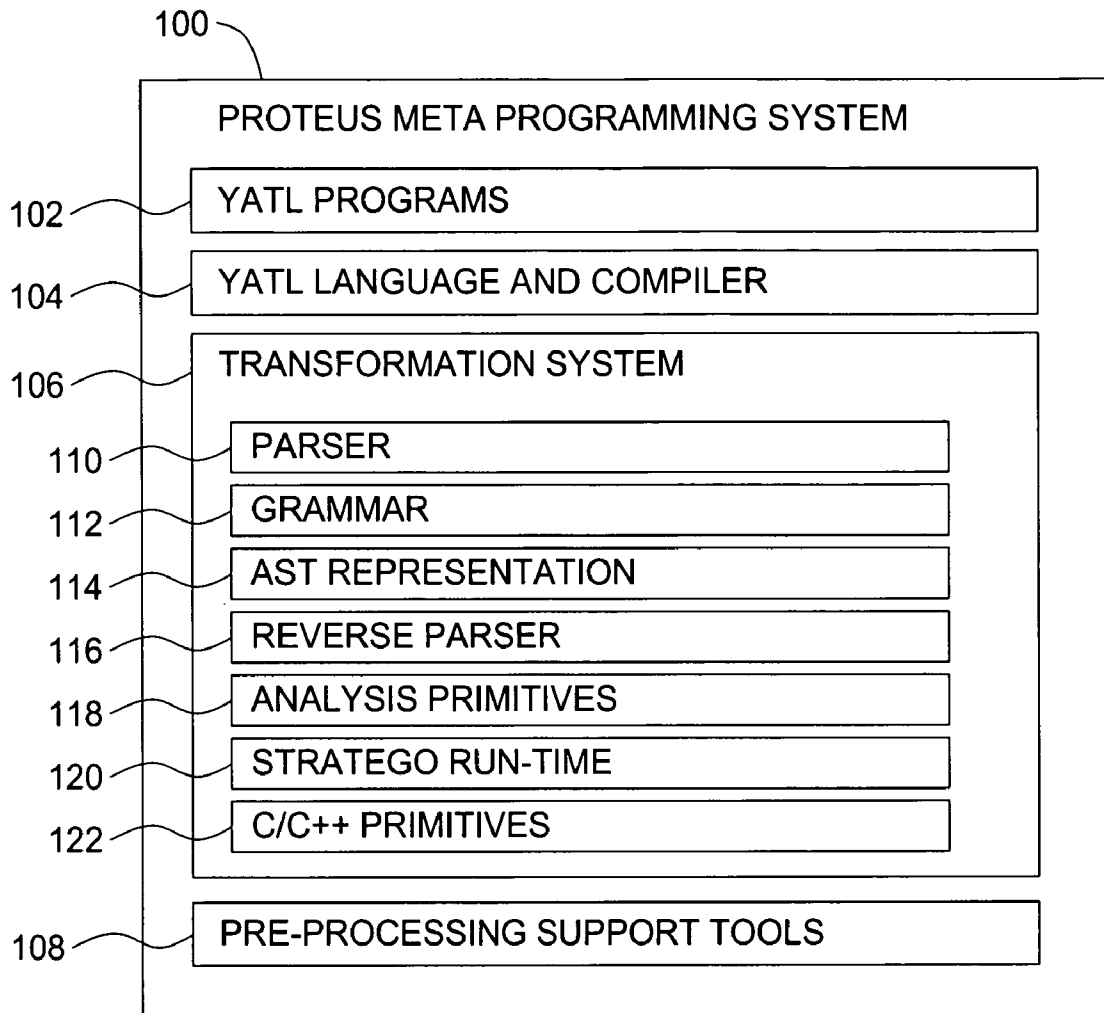 100
PROTEUS META PROGRAMMING SYSTEM
102 YATL PROGRAMS
104 YATL LANGUAGE AND COMPILER
106 TRANSFORMATION SYSTEM
110 PARSER
112 GRAMMAR
114 AST REPRESENTATION
116 REVERSE PARSER
118 ANALYSIS PRIMITIVES
120 STRATEGO RUN-TIME
122 C/C++ PRIMITIVES
108 PRE-PROCESSING SUPPORT TOOLS